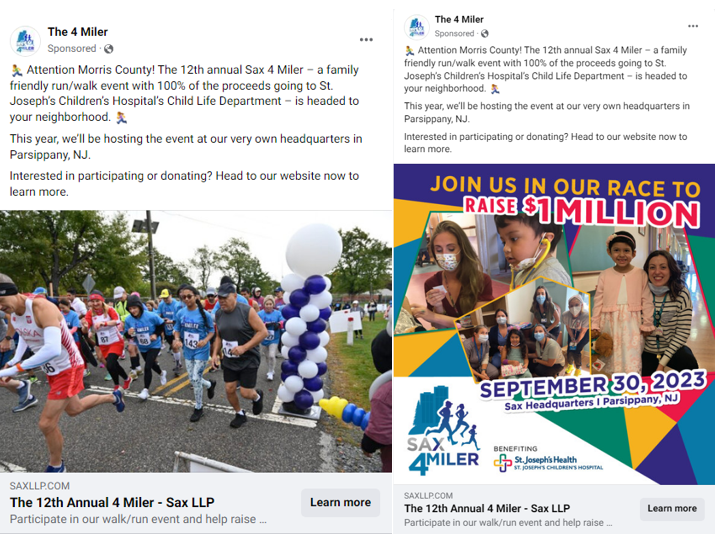 The 4 Miler
Sponsored ·
🏃 Attention Morris County! The 12th annual Sax 4 Miler – a family
friendly run/walk event with 100% of the proceeds going to St.
Joseph's Children's Hospital's Child Life Department – is headed to
your neighborhood. 🏃‍♀️
This year, we'll be hosting the event at our very own headquarters in
Parsippany, NJ.
Interested in participating or donating? Head to our website now to
learn more.
143
SAXLLP.COM
The 12th Annual 4 Miler - Sax LLP
Participate in our walk/run event and help raise ...
Learn more
The 4 Miler
Sponsored ·
🏃 Attention Morris County! The 12th annual Sax 4 Miler – a family
friendly run/walk event with 100% of the proceeds going to St.
Joseph's Children's Hospital's Child Life Department – is headed to your
neighborhood. 🏃‍♀️
This year, we'll be hosting the event at our very own headquarters in
Parsippany, NJ.
Interested in participating or donating? Head to our website now to
learn more.
JOIN US IN OUR RACE TO
RAISE $1 MILLION
SEPTEMBER 30, 2023
Sax Headquarters | Parsippany, NJ
SAX
4MILER
BENEFITING
St. Joseph's Health
ST. JOSEPH'S CHILDREN'S HOSPITAL
SAXLLP.COM
The 12th Annual 4 Miler - Sax LLP
Participate in our walk/run event and help raise ...
Learn more